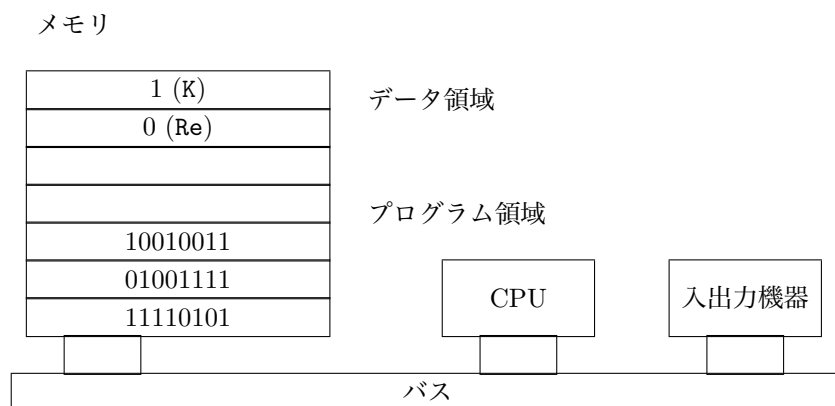 メモリ
1 (K)
データ領域
0 (Re)
プログラム領域
10010011
01001111
11110101
CPU
入出力機器
バス